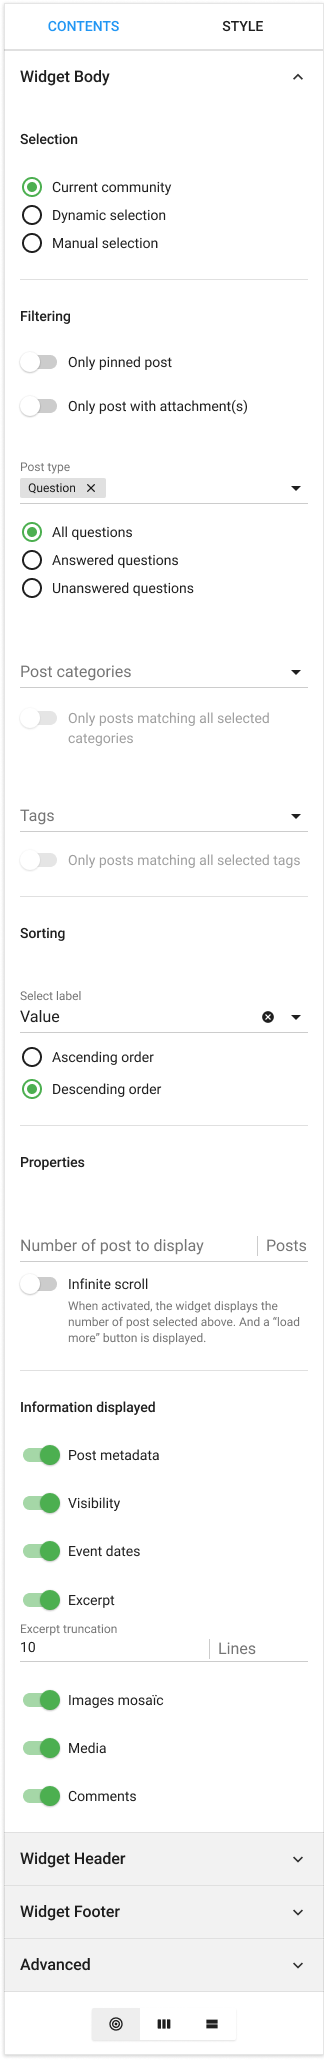 CONTENTS STYLE
Widget Body
Selection
Current community
Dynamic selection
Manual selection
Filtering
Only pinned post
Only post with attachment(s)
Post type
Question
All questions
Answered questions
Unanswered questions
Post categories
Only posts matching all selected
categories
Tags
Only posts matching all selected tags
Sorting
Select label
Value
Ascending order
Descending order
Properties
Number of post to display Posts
Infinite scroll
When activated, the widget displays the
number of post selected above. And a “load
more” button is displayed.
Information displayed
Post metadata
Visibility
Event dates
Excerpt
Excerpt truncation
10 Lines
Images mosaïc
Media
Comments
Widget Header
Widget Footer
Advanced